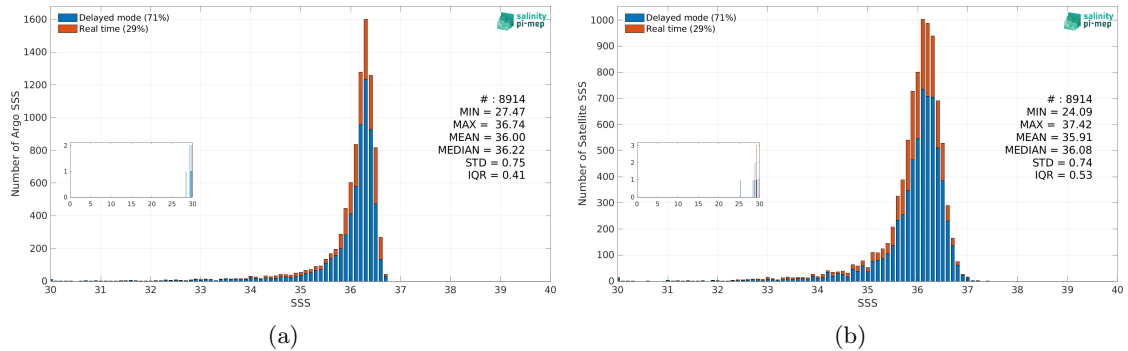 Delayed mode (71%)
Real time (29%)
salinity
pi-mep
1600
1400
1200
1000
800
600
400
200
0
Number of Argo SSS
# : 8914
MIN = 27.47
MAX = 36.74
MEAN = 36.00
MEDIAN = 36.22
STD = 0.75
IQR = 0.41
2
1
0
0 5 10 15 20 25 30
30 31 32 33 34 35 36 37 38 39 40
SSS
(a)
Delayed mode (71%)
Real time (29%)
salinity
pi-mep
1000
900
800
700
600
500
400
300
200
100
0
Number of Satellite SSS
# : 8914
MIN = 24.09
MAX = 37.42
MEAN = 35.91
MEDIAN = 36.08
STD = 0.74
IQR = 0.53
3
2
1
0
0 5 10 15 20 25 30
30 31 32 33 34 35 36 37 38 39 40
SSS
(b)